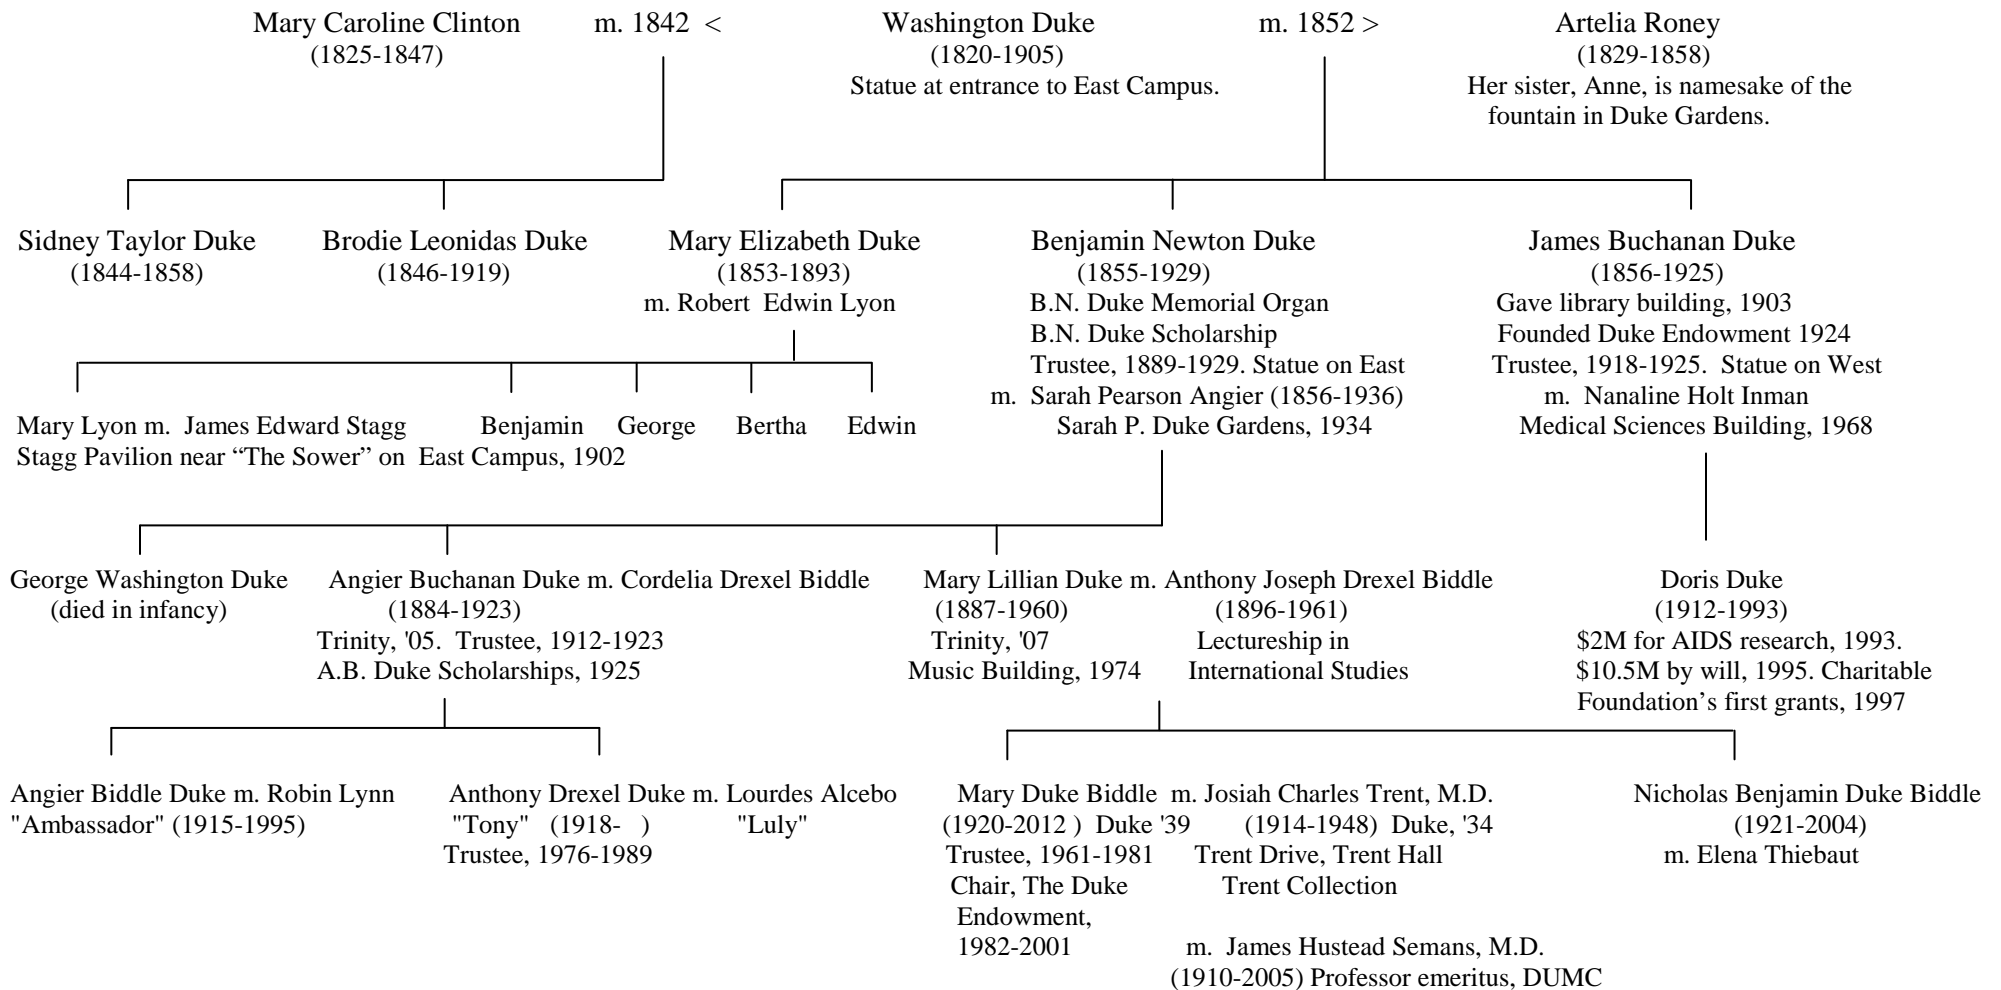 Mary Caroline Clinton m. 1842 < Washington Duke m. 1852 > Artelia Roney
(1825-1847) (1820-1905) (1829-1858)
Statue at entrance to East Campus. Her sister, Anne, is namesake of the
fountain in Duke Gardens.
Sidney Taylor Duke Brodie Leonidas Duke Mary Elizabeth Duke Benjamin Newton Duke James Buchanan Duke
(1844-1858) (1846-1919) (1853-1893) (1855-1929) (1856-1925)
m. Robert Edwin Lyon B.N. Duke Memorial Organ Gave library building, 1903
B.N. Duke Scholarship Founded Duke Endowment 1924
Trustee, 1889-1929. Statue on East Trustee, 1918-1925. Statue on West
m. Sarah Pearson Angier (1856-1936) m. Nanaline Holt Inman
Mary Lyon m. James Edward Stagg Benjamin George Bertha Edwin Sarah P. Duke Gardens, 1934 Medical Sciences Building, 1968
Stagg Pavilion near “The Sower” on East Campus, 1902
George Washington Duke Angier Buchanan Duke m. Cordelia Drexel Biddle Mary Lillian Duke m. Anthony Joseph Drexel Biddle Doris Duke
(died in infancy) (1884-1923) (1887-1960) (1896-1961) (1912-1993)
Trinity, '05. Trustee, 1912-1923 Trinity, '07 Lectureship in $2M for AIDS research, 1993.
A.B. Duke Scholarships, 1925 Music Building, 1974 International Studies $10.5M by will, 1995. Charitable
Foundation’s first grants, 1997
Angier Biddle Duke m. Robin Lynn Anthony Drexel Duke m. Lourdes Alcebo Mary Duke Biddle m. Josiah Charles Trent, M.D. Nicholas Benjamin Duke Biddle
"Ambassador" (1915-1995) "Tony" (1918- ) "Luly" (1920-2012 ) Duke '39 (1914-1948) Duke, '34 (1921-2004)
Trustee, 1976-1989 Trustee, 1961-1981 Trent Drive, Trent Hall m. Elena Thiebaut
Chair, The Duke Trent Collection
Endowment,
1982-2001 m. James Hustead Semans, M.D.
(1910-2005) Professor emeritus, DUMC